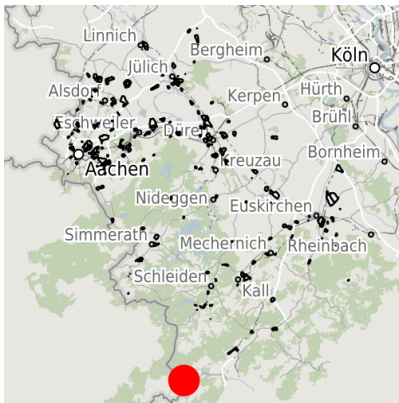 Linnich
Bergheim
Köln
Jülich
Alsdorf
Kerpen
Hürth
Eschweiler
Düre
Brühl
Kreuzau
Bornheim
Aachen
Nideggen
Euskirchen
Simmerath
Mechernich
Rheinbach
Schleiden
Kall